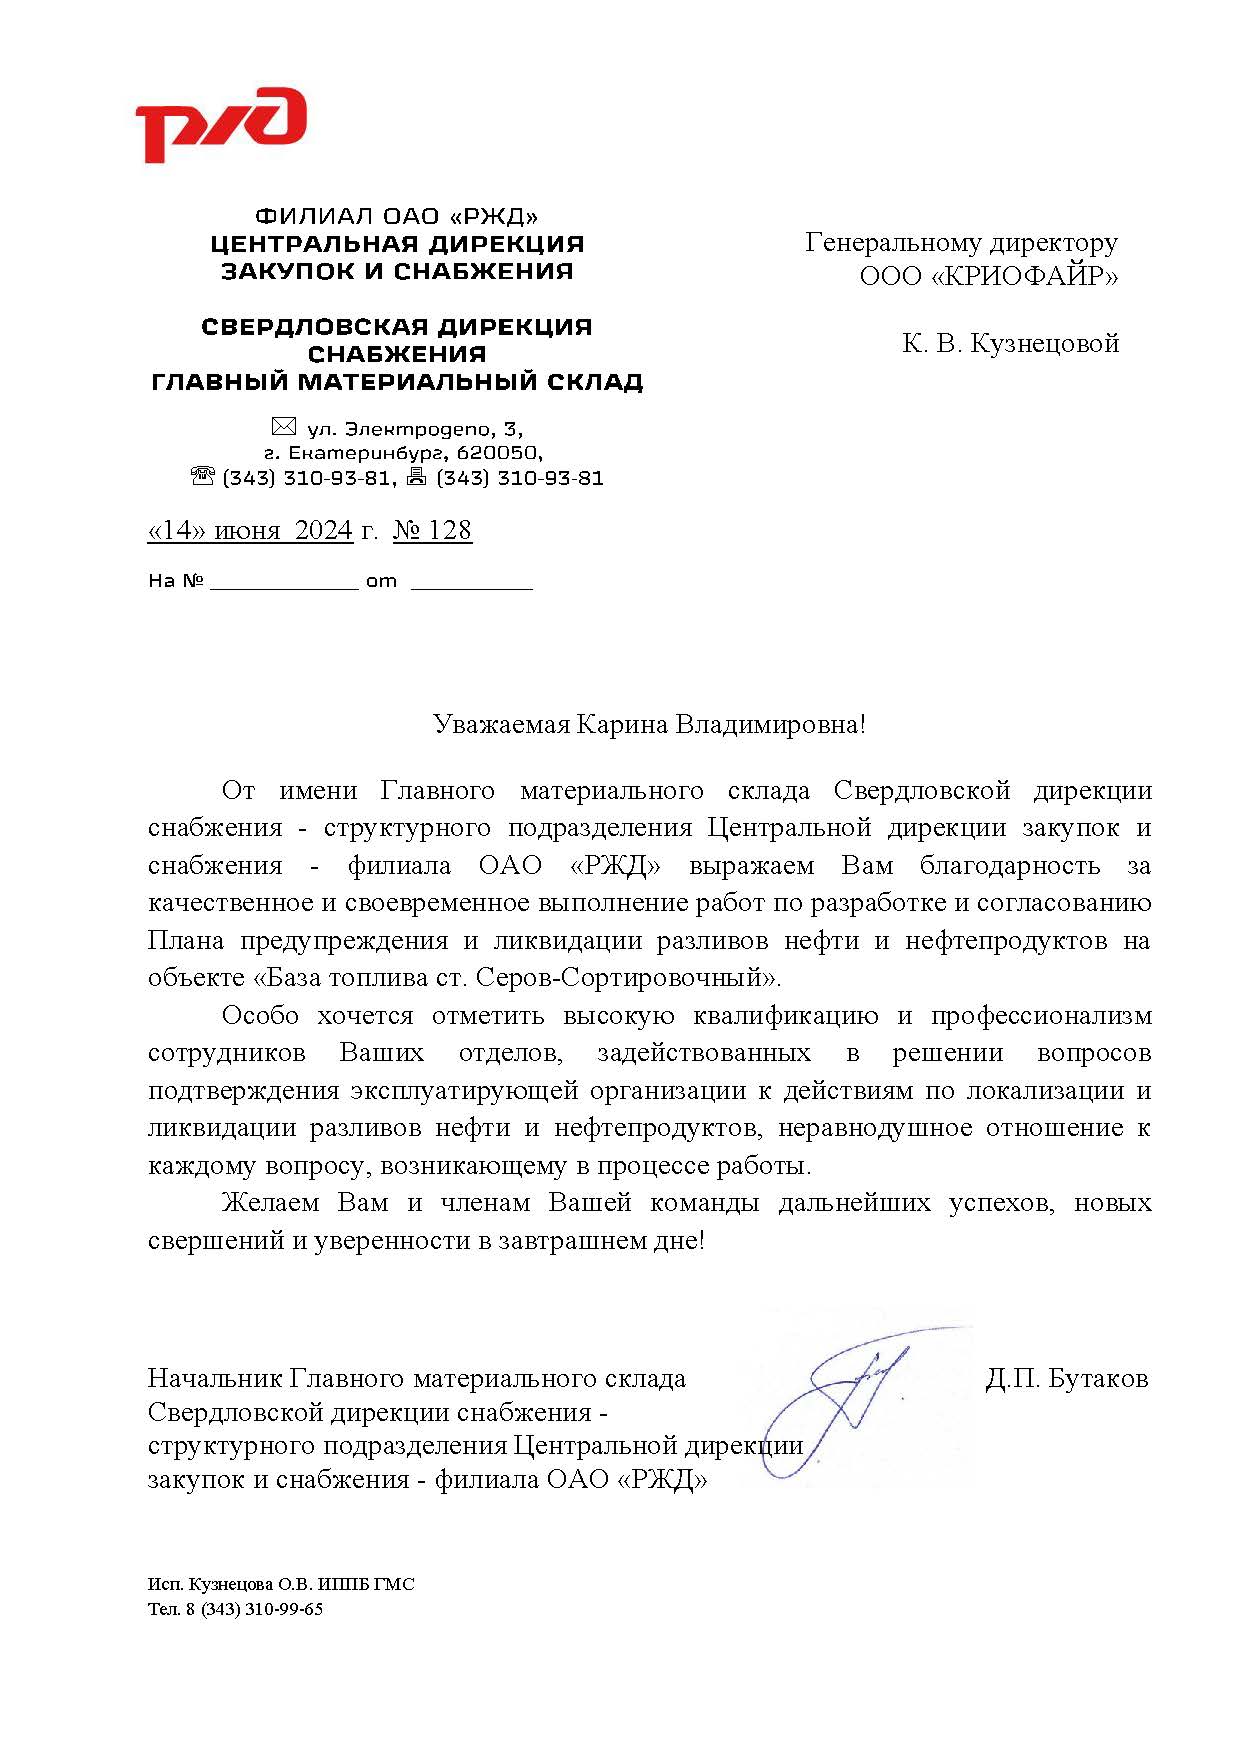 РЖД
ФИЛИАЛ ОАО «РЖД»
ЦЕНТРАЛЬНАЯ ДИРЕКЦИЯ
ЗАКУПОК И СНАБЖЕНИЯ
СВЕРДЛОВСКАЯ ДИРЕКЦИЯ
СНАБЖЕНИЯ
ГЛАВНЫЙ МАТЕРИАЛЬНЫЙ СКЛАД
ул. Электродепо, 3,
г. Екатеринбург, 620050,
(343) 310-93-81, (343) 310-93-81
«14» июня 2024 г. № 128
На № ____________ от __________
Генеральному директору
ООО «КРИОФАЙР»
К. В. Кузнецовой
Уважаемая Карина Владимировна!
От имени Главного материального склада Свердловской дирекции
снабжения - структурного подразделения Центральной дирекции закупок и
снабжения - филиала ОАО «РЖД» выражаем Вам благодарность за
качественное и своевременное выполнение работ по разработке и согласованию
Плана предупреждения и ликвидации разливов нефти и нефтепродуктов на
объекте «База топлива ст. Серов-Сортировочный».
Особо хочется отметить высокую квалификацию и профессионализм
сотрудников Ваших отделов, задействованных в решении вопросов
подтверждения эксплуатирующей организации к действиям по локализации и
ликвидации разливов нефти и нефтепродуктов, неравнодушное отношение к
каждому вопросу, возникающему в процессе работы.
Желаем Вам и членам Вашей команды дальнейших успехов, новых
свершений и уверенности в завтрашнем дне!
Начальник Главного материального склада
Свердловской дирекции снабжения -
структурного подразделения Центральной дирекции
закупок и снабжения - филиала ОАО «РЖД»
Д.П. Бутаков
Исп. Кузнецова О.В. ИППБ ГМС
Тел. 8 (343) 310-99-65